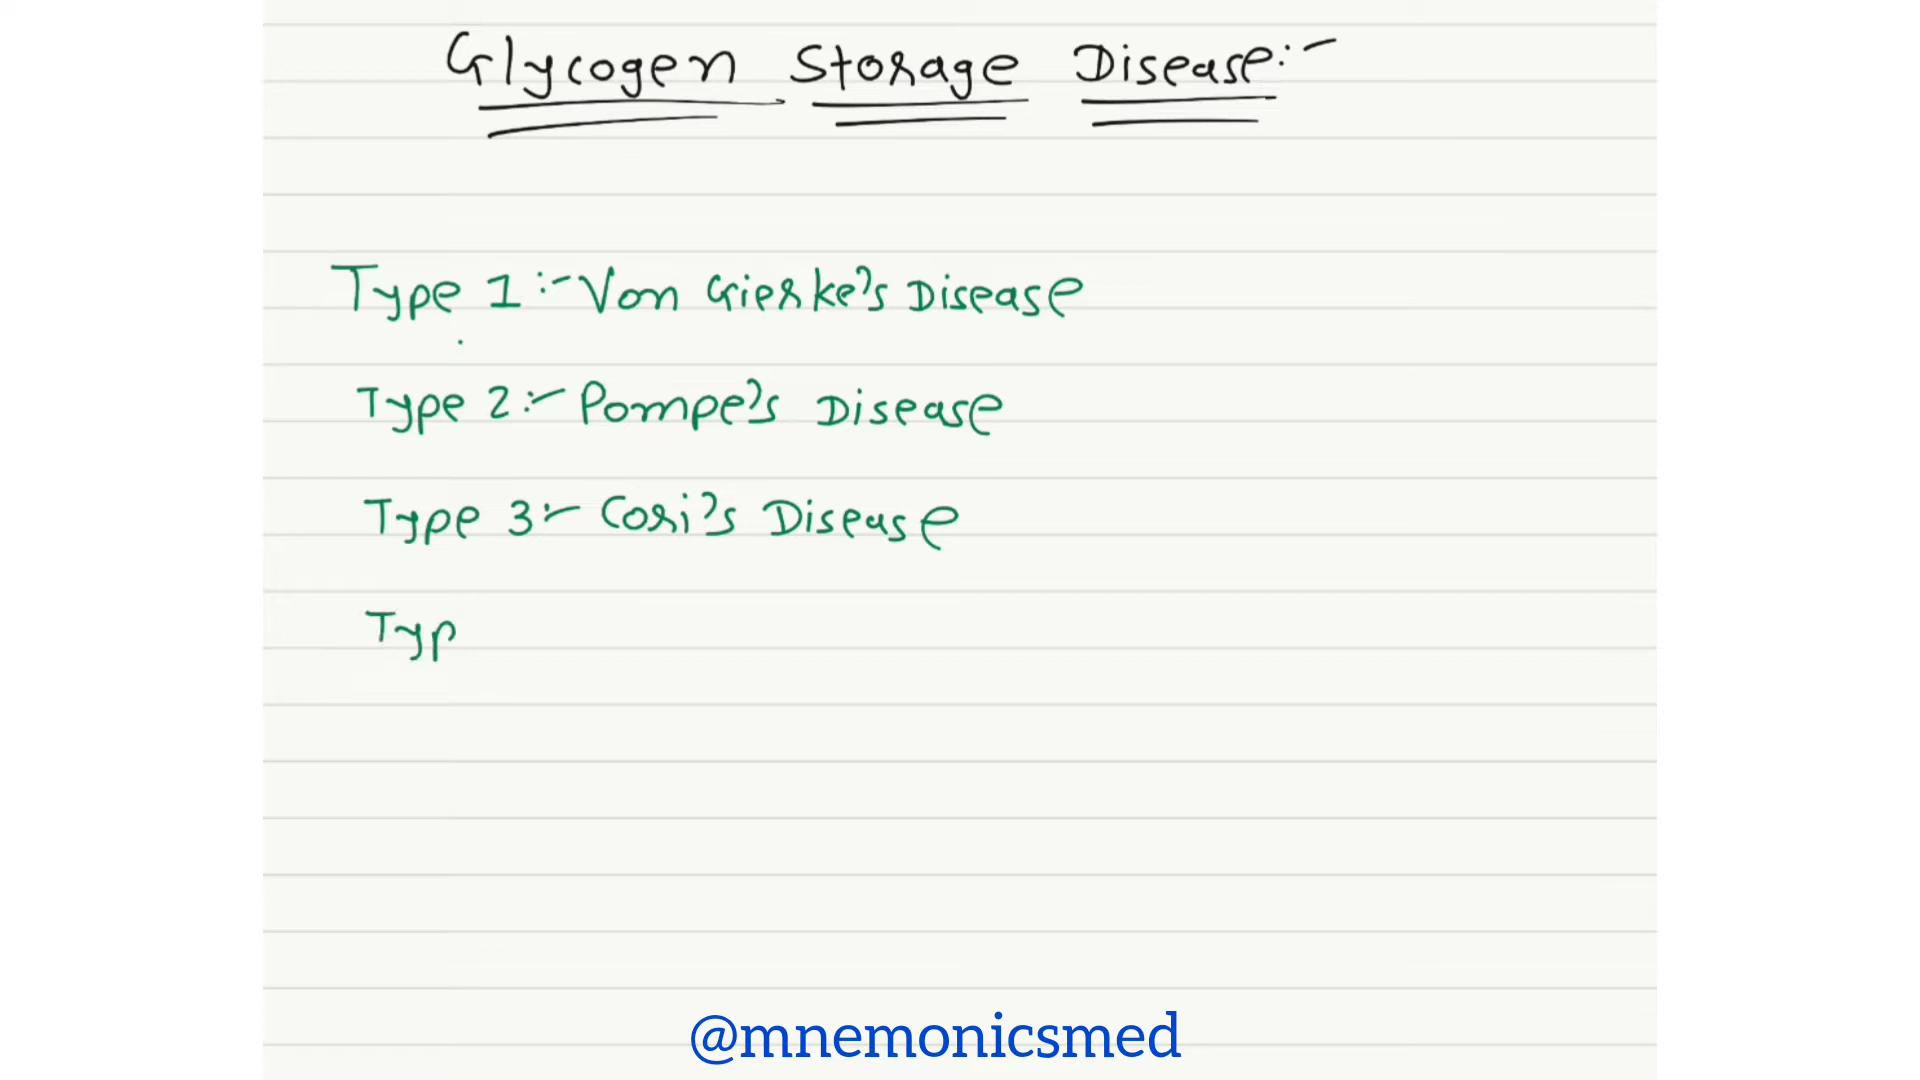 Glycogen Storage Disease:-
Type 1:- Von Gierke's Disease
Type 2:- Pompe's Disease
Type 3:- Cori's Disease
Typ
@mnemonicsmed